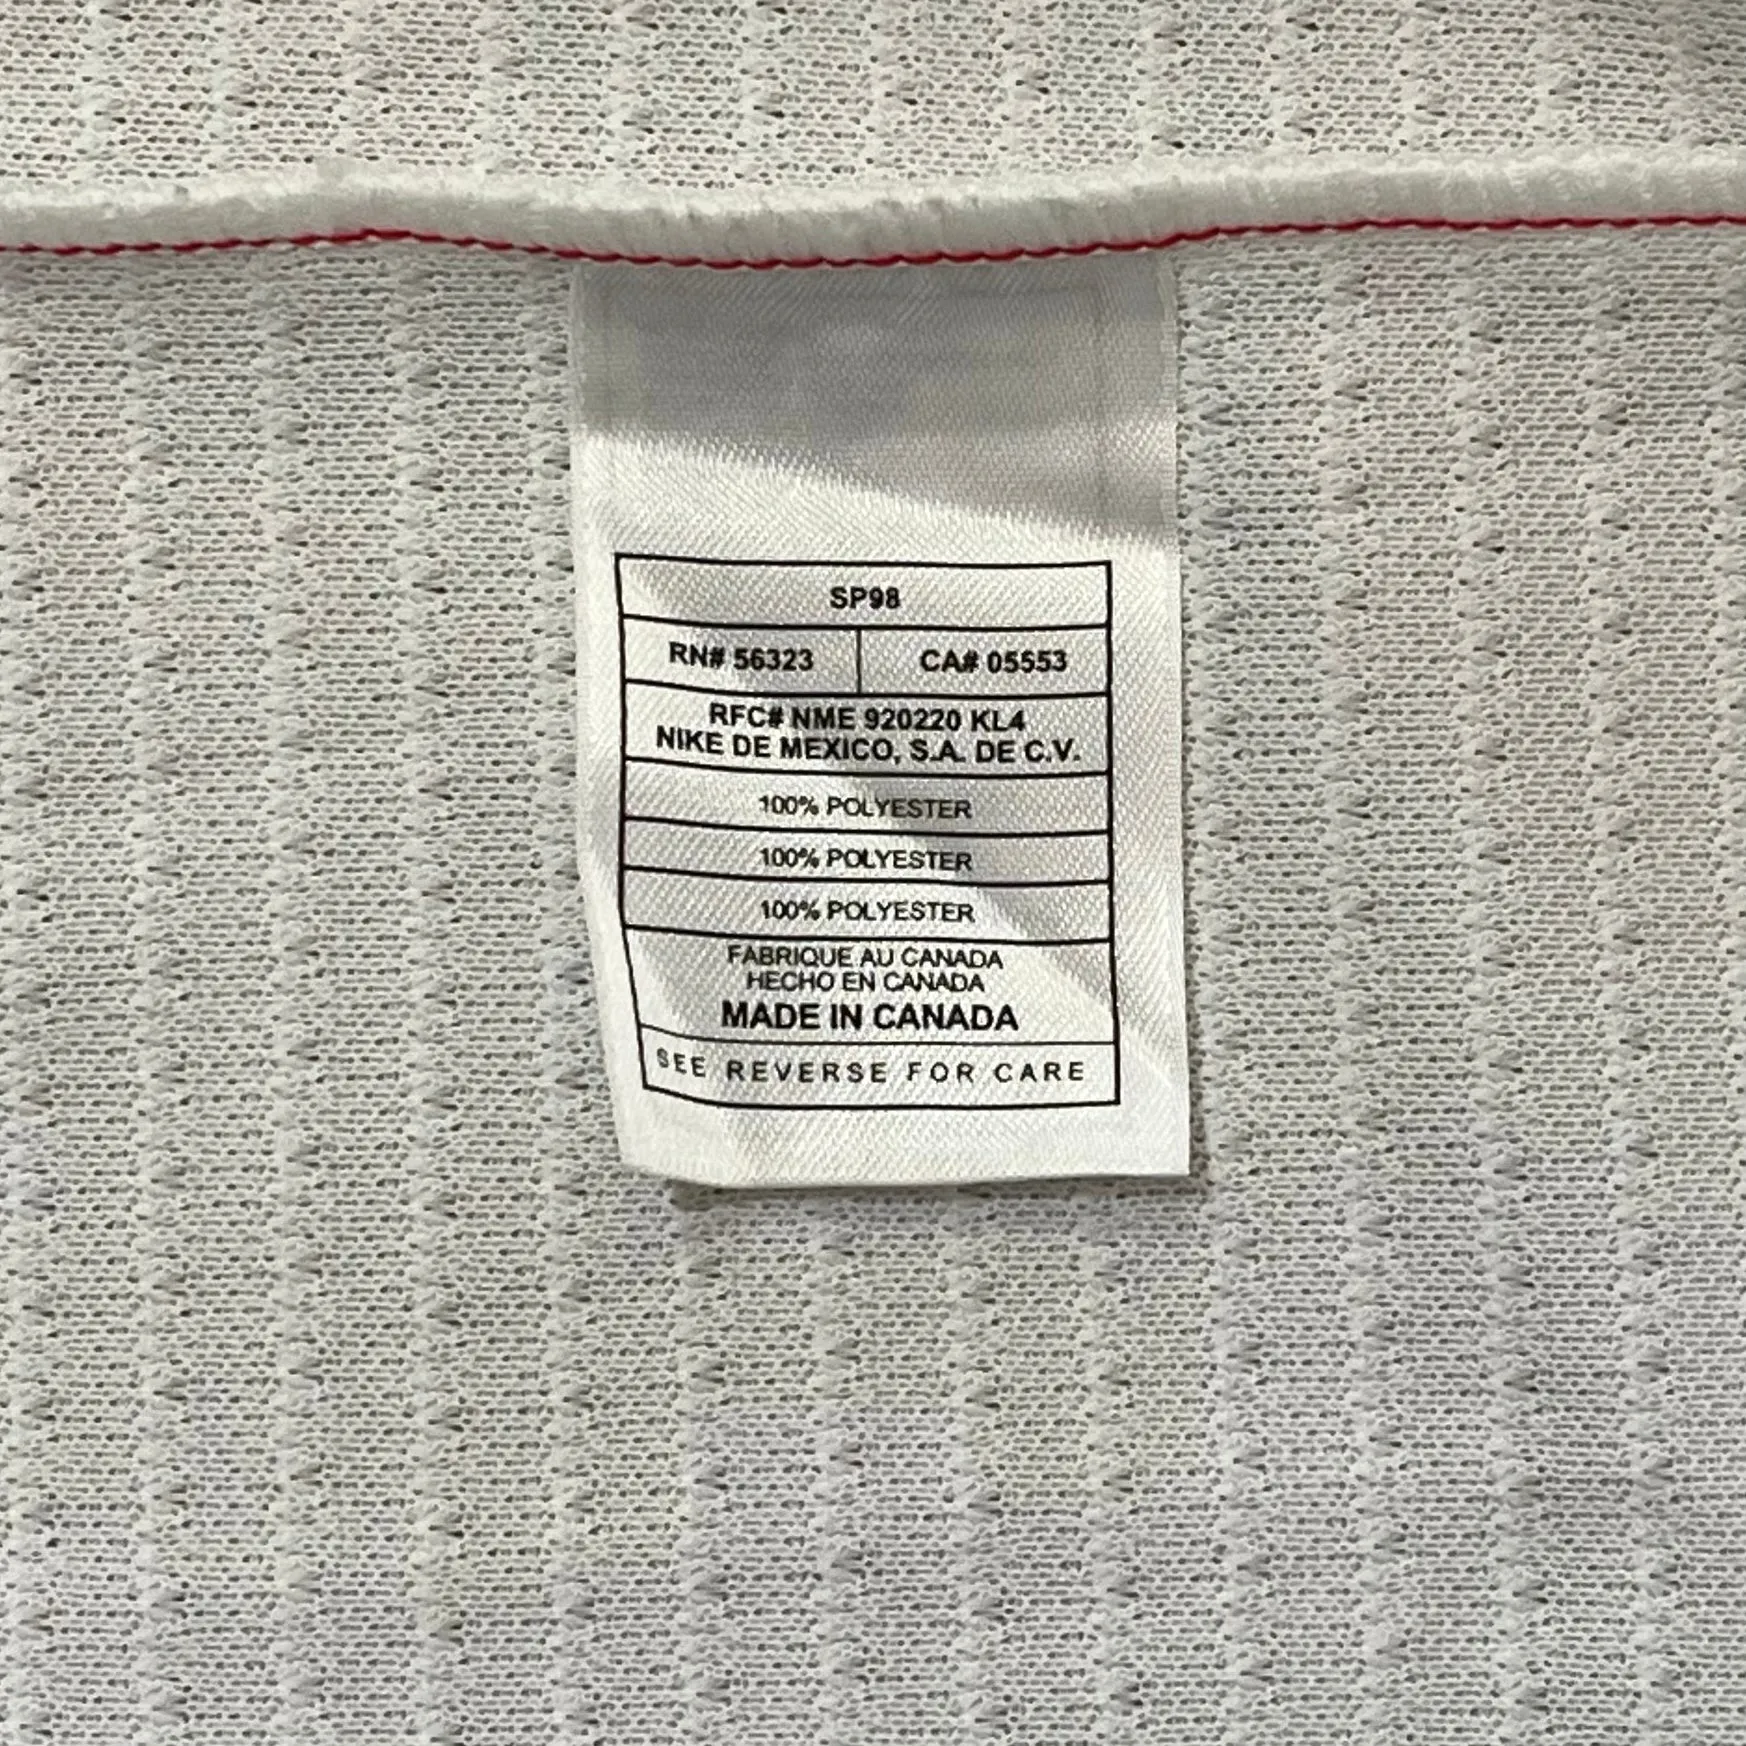 SP98
RN# 56323 CA# 05553
RFC# NME 920220 KL4
NIKE DE MEXICO, S.A. DE C.V.
100% POLYESTER
100% POLYESTER
100% POLYESTER
FABRIQUE AU CANADA
HECHO EN CANADA
MADE IN CANADA
SEE REVERSE FOR CARE